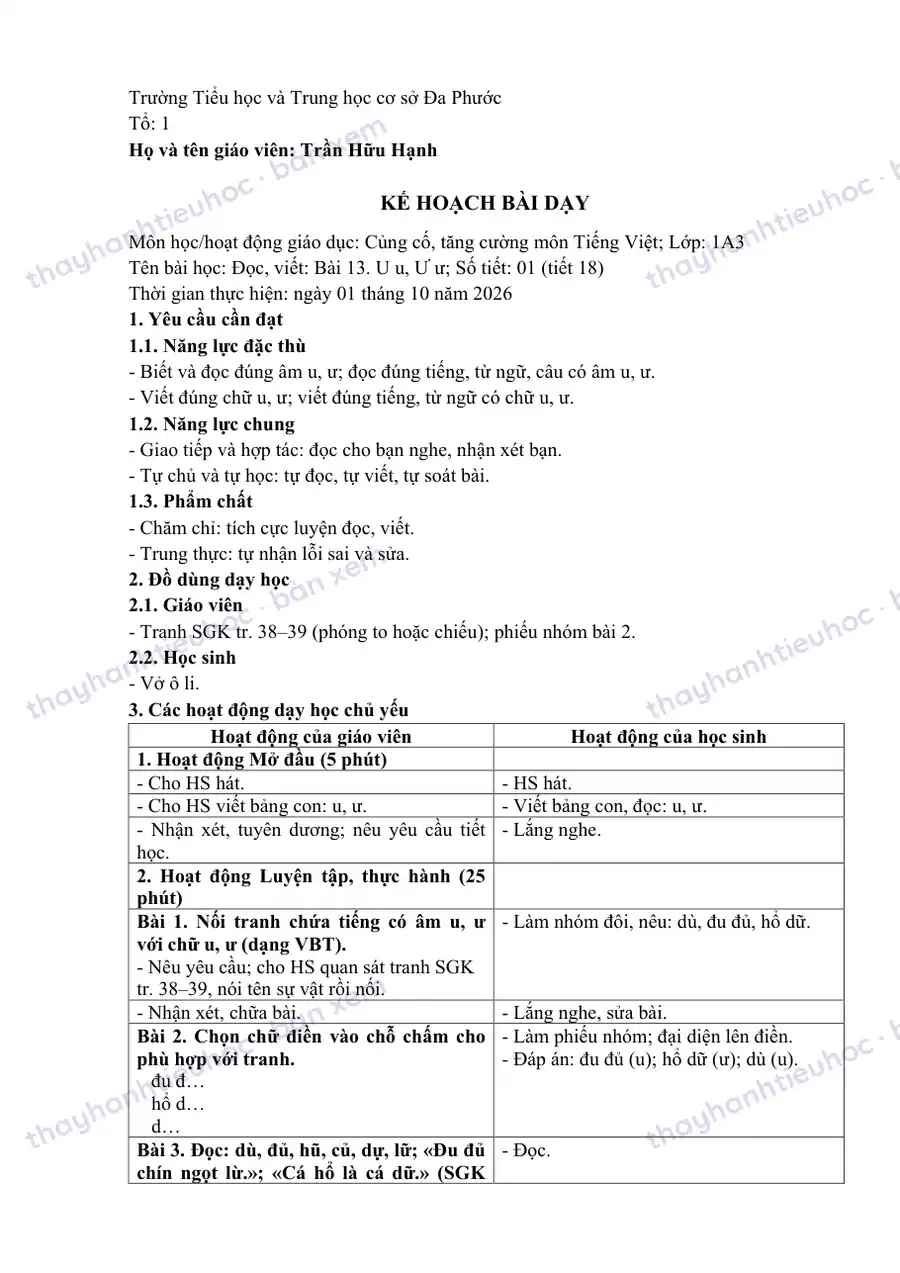 Trường Tiểu học và Trung học cơ sở Đa Phước
Tổ: 1
Họ và tên giáo viên: Trần Hữu Hạnh
KẾ HOẠCH BÀI DẠY
Môn học/hoạt động giáo dục: Củng cố, tăng cường môn Tiếng Việt; Lớp: 1A3
Tên bài học: Đọc, viết: Bài 13. U u, Ư ư; Số tiết: 01 (tiết 18)
Thời gian thực hiện: ngày 01 tháng 10 năm 2026
1. Yêu cầu cần đạt
1.1. Năng lực đặc thù
- Biết và đọc đúng âm u, ư; đọc đúng tiếng, từ ngữ, câu có âm u, ư.
- Viết đúng chữ u, ư; viết đúng tiếng, từ ngữ có chữ u, ư.
1.2. Năng lực chung
- Giao tiếp và hợp tác: đọc cho bạn nghe, nhận xét bạn.
- Tự chủ và tự học: tự đọc, tự viết, tự soát bài.
1.3. Phẩm chất
- Chăm chỉ: tích cực luyện đọc, viết.
- Trung thực: tự nhận lỗi sai và sửa.
2. Đồ dùng dạy học
2.1. Giáo viên
- Tranh SGK tr. 38–39 (phóng to hoặc chiếu); phiếu nhóm bài 2.
2.2. Học sinh
- Vở ô li.
3. Các hoạt động dạy học chủ yếu
Hoạt động của giáo viên
Hoạt động của học sinh
1. Hoạt động Mở đầu (5 phút)
- Cho HS hát.
- HS hát.
- Cho HS viết bảng con: u, ư.
- Viết bảng con, đọc: u, ư.
- Nhận xét, tuyên dương; nêu yêu cầu tiết
học.
- Lắng nghe.
2. Hoạt động Luyện tập, thực hành (25
phút)
Bài 1. Nối tranh chứa tiếng có âm u, ư
với chữ u, ư (dạng VBT).
- Nêu yêu cầu; cho HS quan sát tranh SGK
tr. 38–39, nói tên sự vật rồi nối.
- Làm nhóm đôi, nêu: dù, đu đủ, hổ dữ.
- Nhận xét, chữa bài.
- Lắng nghe, sửa bài.
Bài 2. Chọn chữ điền vào chỗ chấm cho
phù hợp với tranh.
đu đ…
hổ d…
d…
- Làm phiếu nhóm; đại diện lên điền.
- Đáp án: đu đủ (u); hổ dữ (ư); dù (u).
Bài 3. Đọc: dù, đủ, hũ, củ, dự, lữ; «Đu đủ
chín ngọt lừ.»; «Cá hổ là cá dữ.» (SGK
- Đọc.
thayhanhtieuhoc · bản xem
thayhanhtieuhoc · b
thayhanhtieuhoc · bản xem
thayhanhtieuhoc · b
thayhanhtieuhoc · bản xem
thayhanhtieuhoc · b